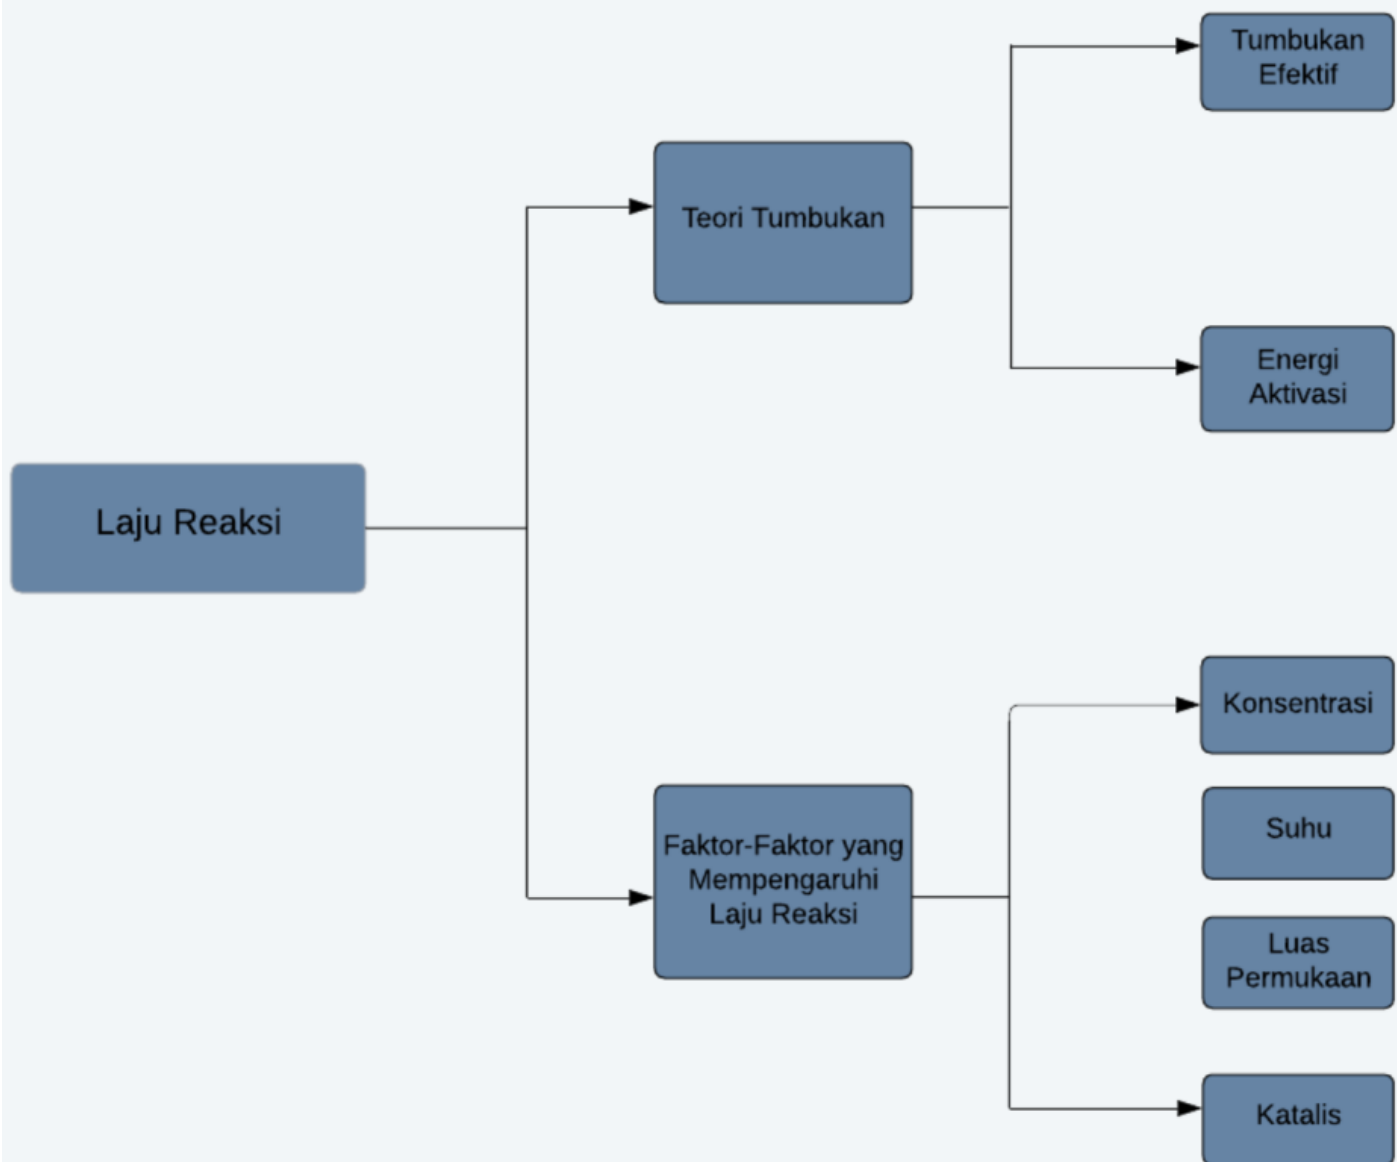 Tumbukan
Efektif
Teori Tumbukan
Energi
Aktivasi
Laju Reaksi
Konsentrasi
Suhu
Faktor-Faktor yang
Mempengaruhi
Laju Reaksi
Luas
Permukaan
Katalis